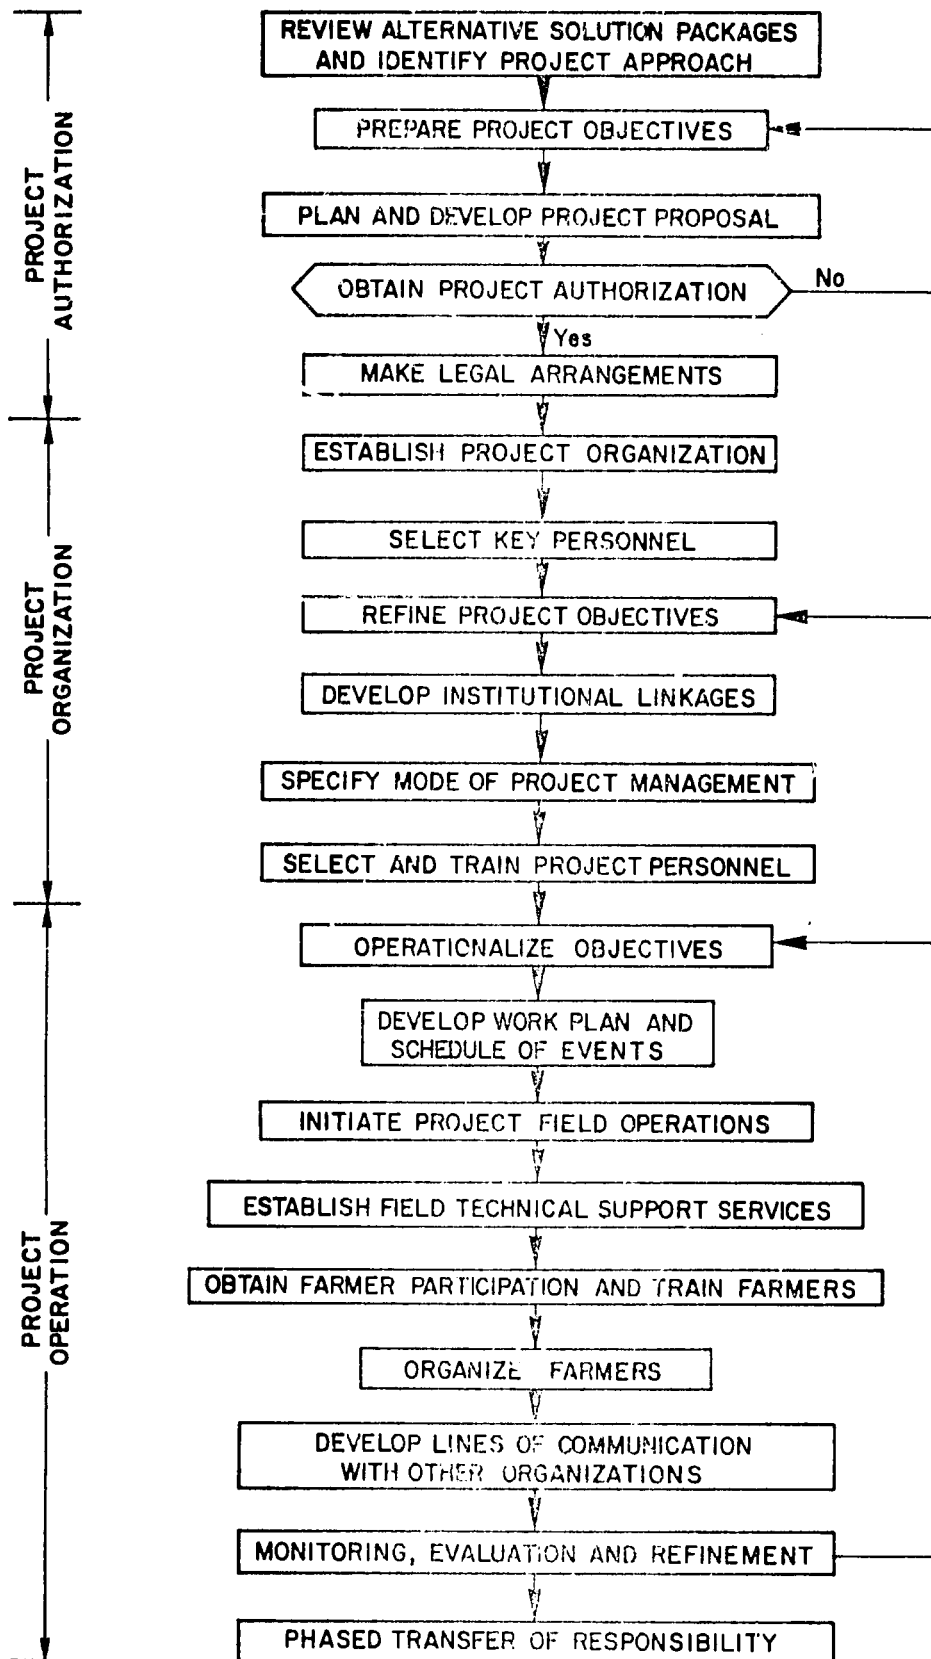 REVIEW ALTERNATIVE SOLUTION PACKAGES
AND IDENTIFY PROJECT APPROACH
PREPARE PROJECT OBJECTIVES
PLAN AND DEVELOP PROJECT PROPOSAL
OBTAIN PROJECT AUTHORIZATION
No
Yes
MAKE LEGAL ARRANGEMENTS
PROJECT
AUTHORIZATION
ESTABLISH PROJECT ORGANIZATION
SELECT KEY PERSONNEL
REFINE PROJECT OBJECTIVES
DEVELOP INSTITUTIONAL LINKAGES
SPECIFY MODE OF PROJECT MANAGEMENT
SELECT AND TRAIN PROJECT PERSONNEL
PROJECT
ORGANIZATION
OPERATIONALIZE OBJECTIVES
DEVELOP WORK PLAN AND
SCHEDULE OF EVENTS
INITIATE PROJECT FIELD OPERATIONS
ESTABLISH FIELD TECHNICAL SUPPORT SERVICES
OBTAIN FARMER PARTICIPATION AND TRAIN FARMERS
ORGANIZE FARMERS
DEVELOP LINES OF COMMUNICATION
WITH OTHER ORGANIZATIONS
MONITORING, EVALUATION AND REFINEMENT
PHASED TRANSFER OF RESPONSIBILITY
PROJECT
OPERATION